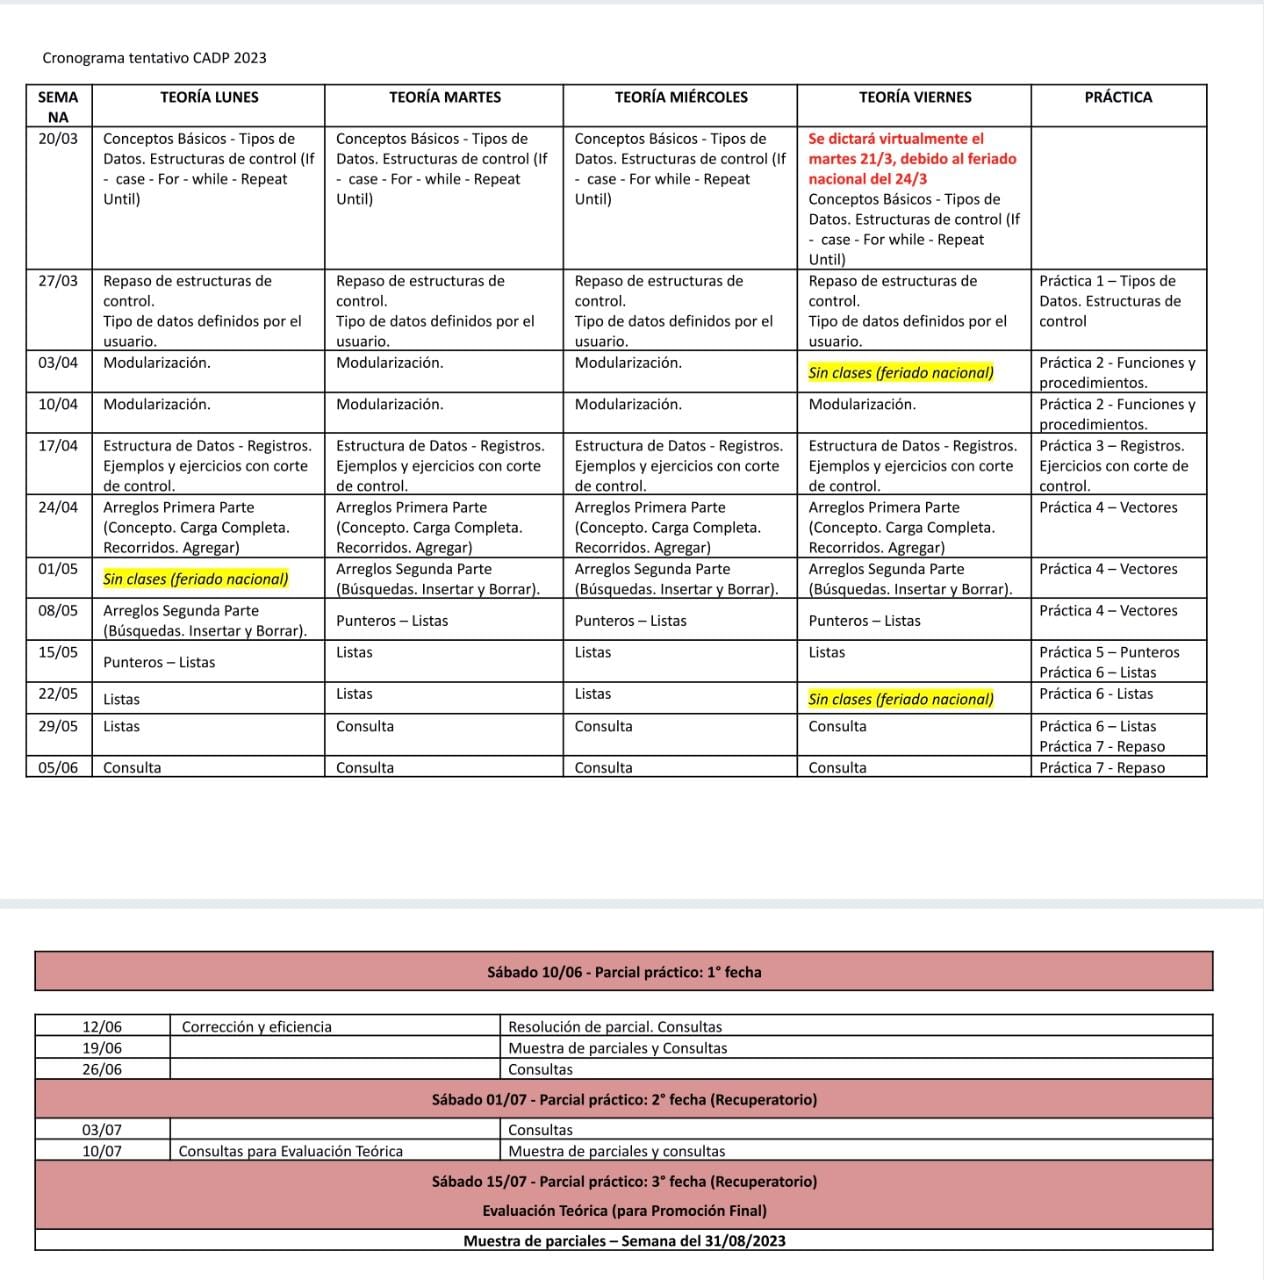 Cronograma tentativo CADP 2023
SEMA
NA
TEORÍA LUNES
TEORÍA MARTES
TEORÍA MIÉRCOLES
TEORÍA VIERNES
PRÁCTICA
20/03
Conceptos Básicos - Tipos de
Datos. Estructuras de control (If
- case - For - while - Repeat
Until)
Conceptos Básicos - Tipos de
Datos. Estructuras de control (If
- case - For - while - Repeat
Until)
Conceptos Básicos - Tipos de
Datos. Estructuras de control (If
- case - For while - Repeat
Until)
Se dictará virtualmente el
martes 21/3, debido al feriado
nacional del 24/3
Conceptos Básicos - Tipos de
Datos. Estructuras de control (If
- case - For while - Repeat
Until)
27/03
Repaso de estructuras de
control.
Tipo de datos definidos por el
usuario.
Repaso de estructuras de
control.
Tipo de datos definidos por el
usuario.
Repaso de estructuras de
control.
Tipo de datos definidos por el
usuario.
Repaso de estructuras de
control.
Tipo de datos definidos por el
usuario.
Práctica 1 – Tipos de
Datos. Estructuras de
control
03/04
Modularización.
Modularización.
Modularización.
Sin clases (feriado nacional)
Práctica 2 - Funciones y
procedimientos.
10/04
Modularización.
Modularización.
Modularización.
Modularización.
Práctica 2 - Funciones y
procedimientos.
17/04
Estructura de Datos - Registros.
Ejemplos y ejercicios con corte
de control.
Estructura de Datos - Registros.
Ejemplos y ejercicios con corte
de control.
Estructura de Datos - Registros.
Ejemplos y ejercicios con corte
de control.
Estructura de Datos - Registros.
Ejemplos y ejercicios con corte
de control.
Práctica 3 – Registros.
Ejercicios con corte de
control.
24/04
Arreglos Primera Parte
(Concepto. Carga Completa.
Recorridos. Agregar)
Arreglos Primera Parte
(Concepto. Carga Completa.
Recorridos. Agregar)
Arreglos Primera Parte
(Concepto. Carga Completa.
Recorridos. Agregar)
Arreglos Primera Parte
(Concepto. Carga Completa.
Recorridos. Agregar)
Práctica 4 – Vectores
01/05
Sin clases (feriado nacional)
Arreglos Segunda Parte
(Búsquedas. Insertar y Borrar).
Arreglos Segunda Parte
(Búsquedas. Insertar y Borrar).
Arreglos Segunda Parte
(Búsquedas. Insertar y Borrar).
Práctica 4 – Vectores
08/05
Arreglos Segunda Parte
(Búsquedas. Insertar y Borrar).
Punteros – Listas
Punteros – Listas
Punteros – Listas
Práctica 4 – Vectores
15/05
Punteros – Listas
Listas
Listas
Listas
Práctica 5 – Punteros
Práctica 6 – Listas
22/05
Listas
Listas
Listas
Sin clases (feriado nacional)
Práctica 6 - Listas
29/05
Listas
Consulta
Consulta
Consulta
Práctica 6 – Listas
Práctica 7 - Repaso
05/06
Consulta
Consulta
Consulta
Consulta
Práctica 7 - Repaso
Sábado 10/06 - Parcial práctico: 1° fecha
12/06
Corrección y eficiencia
Resolución de parcial. Consultas
19/06
Muestra de parciales y Consultas
26/06
Consultas
Sábado 01/07 - Parcial práctico: 2° fecha (Recuperatorio)
03/07
Consultas
10/07
Consultas para Evaluación Teórica
Muestra de parciales y consultas
Sábado 15/07 - Parcial práctico: 3° fecha (Recuperatorio)
Evaluación Teórica (para Promoción Final)
Muestra de parciales – Semana del 31/08/2023